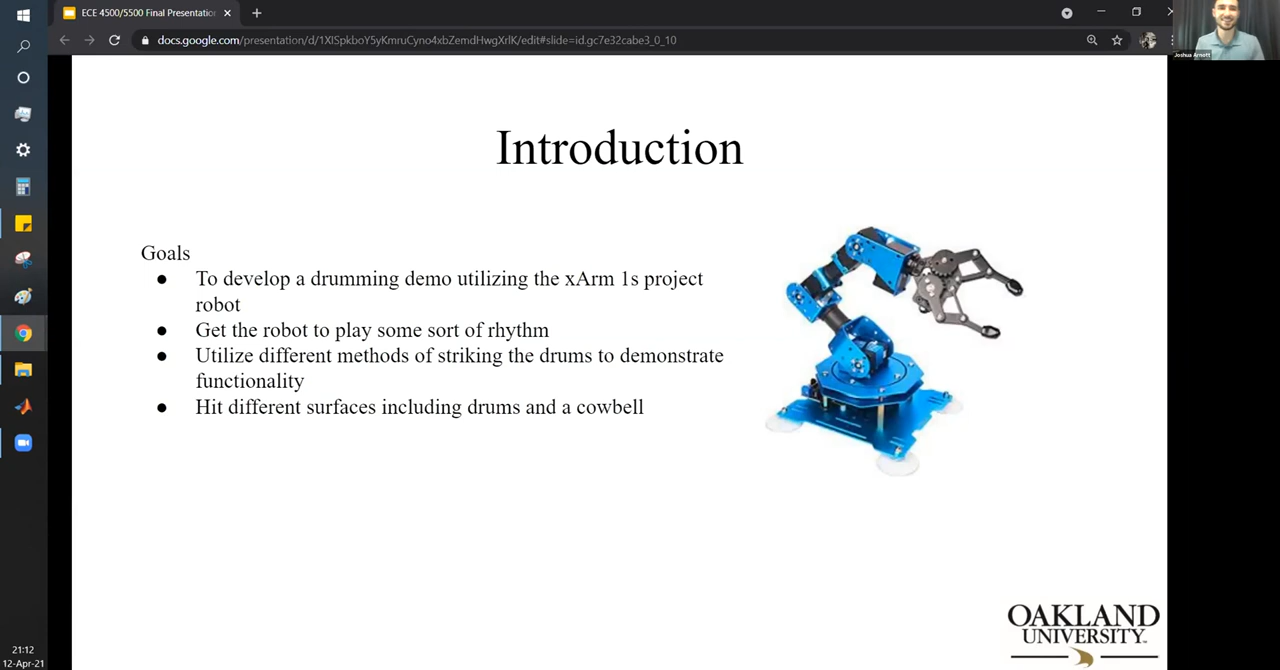 ECE 4500/5500 Final Presentation
docs.google.com/presentation/d/1XISpkboY5yKmruCyno4xbZemdHwgXrlK/edit#slide=id.gc7e32cabe3_0_10
Joshua Arnott
Introduction
Goals
● To develop a drumming demo utilizing the xArm 1s project
robot
● Get the robot to play some sort of rhythm
● Utilize different methods of striking the drums to demonstrate
functionality
● Hit different surfaces including drums and a cowbell
OAKLAND
UNIVERSITY
21:12
12-Apr-21